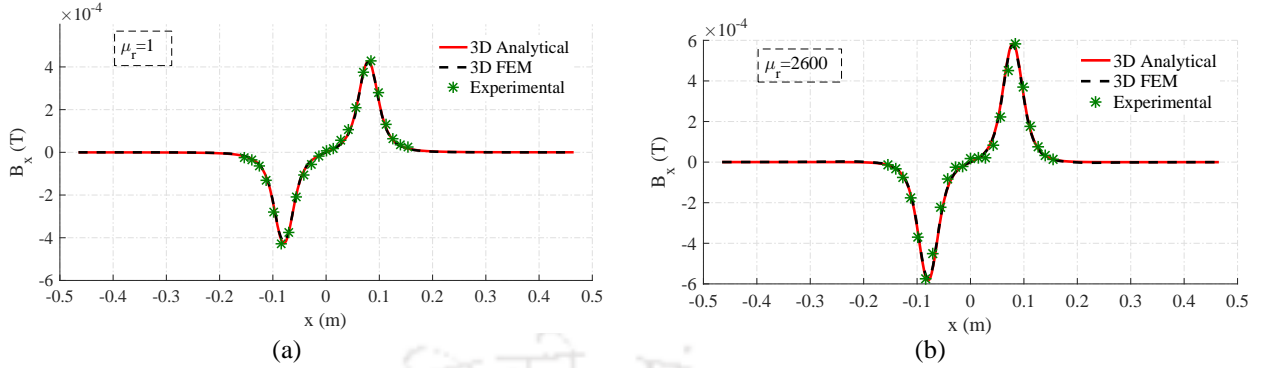 ×10⁻⁴
μᵣ=1
3D Analytical
3D FEM
Experimental
4
2
0
-2
-4
-6
Bₓ (T)
-0.5 -0.4 -0.3 -0.2 -0.1 0 0.1 0.2 0.3 0.4 0.5
x (m)
(a)
×10⁻⁴
6
μᵣ=2600
3D Analytical
3D FEM
Experimental
4
2
0
-2
-4
-6
Bₓ (T)
-0.5 -0.4 -0.3 -0.2 -0.1 0 0.1 0.2 0.3 0.4 0.5
x (m)
(b)